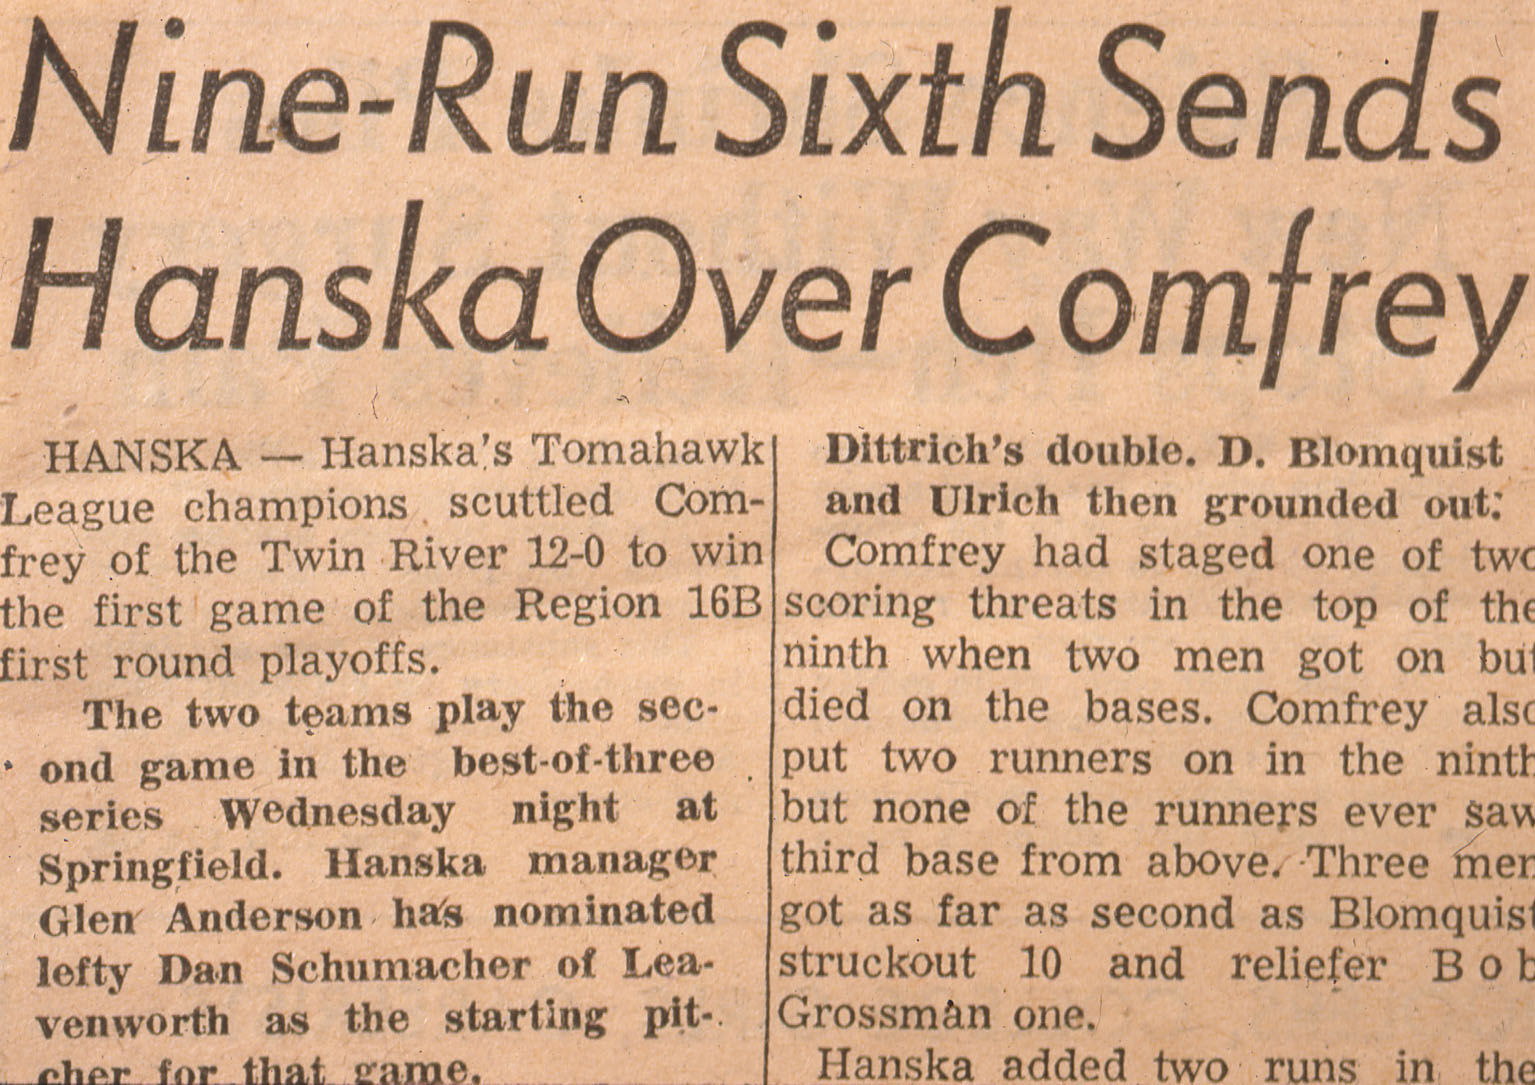 Nine-Run Sixth Sends
Hanska Over Comfrey
HANSKA — Hanska's Tomahawk
League champions scuttled Com-
frey of the Twin River 12-0 to win
the first game of the Region 16B
first round playoffs.
The two teams play the sec-
ond game in the best-of-three
series Wednesday night at
Springfield. Hanska manager
Glen Anderson has nominated
lefty Dan Schumacher of Lea-
venworth as the starting pit-
cher for that game.
Dittrich's double. D. Blomquist
and Ulrich then grounded out.
Comfrey had staged one of two
scoring threats in the top of the
ninth when two men got on but
died on the bases. Comfrey also
put two runners on in the ninth
but none of the runners ever saw
third base from above. Three men
got as far as second as Blomquist
struckout 10 and reliefer Bob
Grossman one.
Hanska added two runs in the